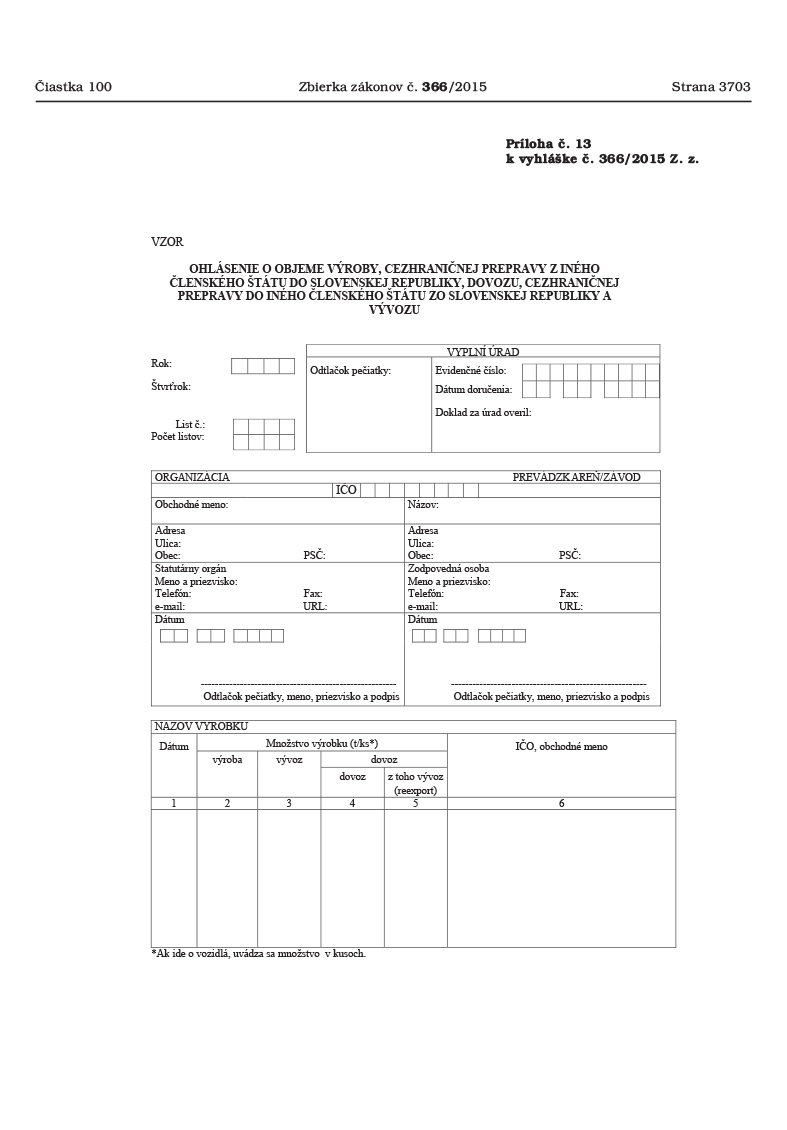 Čiastka 100 Zbierka zákonov č. 366/2015 Strana 3703
Príloha č. 13
k vyhláške č. 366/2015 Z. z.
VZOR
OHLÁSENIE O OBJEME VÝROBY, CEZHRANIČNEJ PREPRAVY Z INÉHO
ČLENSKÉHO ŠTÁTU DO SLOVENSKEJ REPUBLIKY, DOVOZU, CEZHRANIČNEJ
PREPRAVY DO INÉHO ČLENSKÉHO ŠTÁTU ZO SLOVENSKEJ REPUBLIKY A
VÝVOZU
VYPLNÍ ÚRAD
Rok:
Štvrťrok:
List č.:
Počet listov:
Odtlačok pečiatky:
Evidenčné číslo:
Dátum doručenia:
Doklad za úrad overil:
ORGANIZÁCIA PREVÁDZKAREŇ/ZÁVOD
IČO
Obchodné meno: Názov:
Adresa Adresa
Ulica: Ulica:
Obec: PSČ: Obec: PSČ:
Statutárny orgán Zodpovedná osoba
Meno a priezvisko: Meno a priezvisko:
Telefón: Fax: Telefón: Fax:
e-mail: URL: e-mail: URL:
Dátum Dátum
Odtlačok pečiatky, meno, priezvisko a podpis Odtlačok pečiatky, meno, priezvisko a podpis
NÁZOV VÝROBKU
Dátum Množstvo výrobku (t/ks*) IČO, obchodné meno
výroba vývoz dovoz
dovoz z toho vývoz
(reexport)
1 2 3 4 5 6
*Ak ide o vozidlá, uvádza sa množstvo v kusoch.